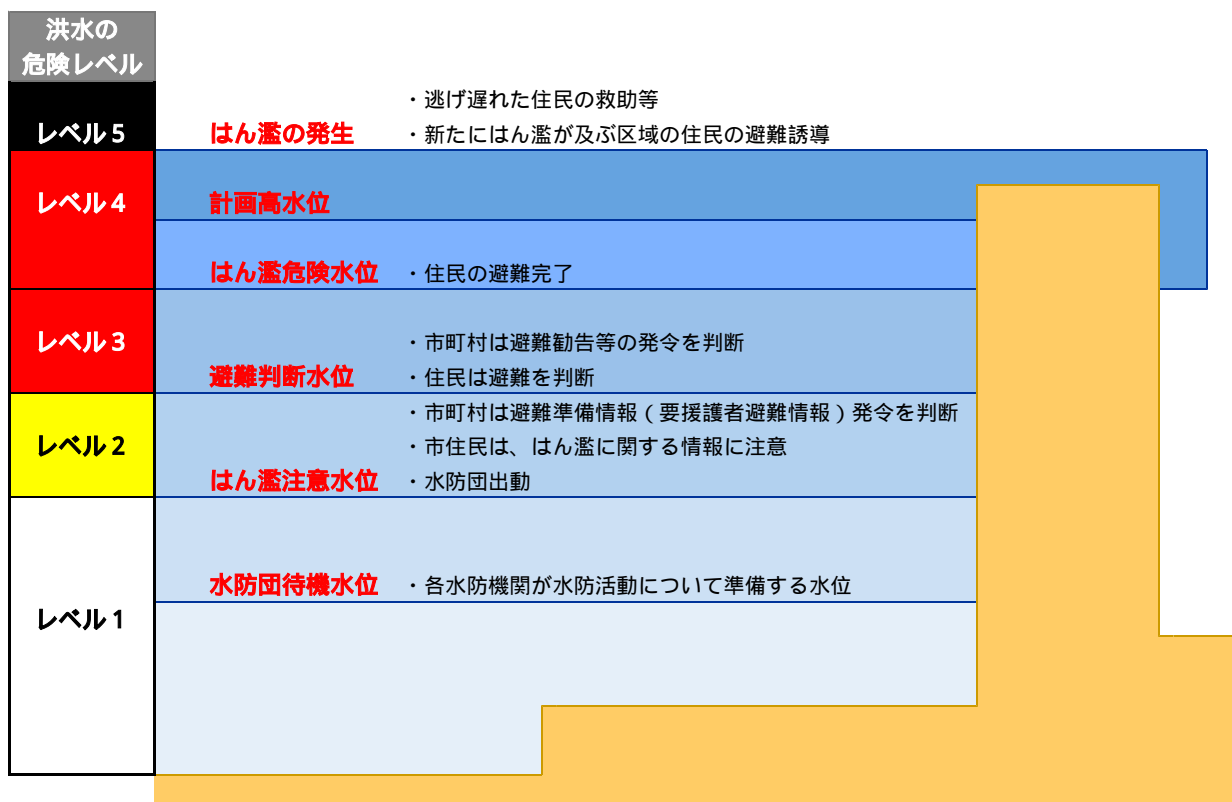 洪水の
危険レベル
・逃げ遅れた住民の救助等
レベル5 はん濫の発生 ・新たにはん濫が及ぶ区域の住民の避難誘導
レベル4 計画高水位
はん濫危険水位 ・住民の避難完了
レベル3 ・市町村は避難勧告等の発令を判断
避難判断水位 ・住民は避難を判断
・市町村は避難準備情報(要援護者避難情報)発令を判断
レベル2 ・市住民は、はん濫に関する情報に注意
はん濫注意水位 ・水防団出動
水防団待機水位 ・各水防機関が水防活動について準備する水位
レベル1